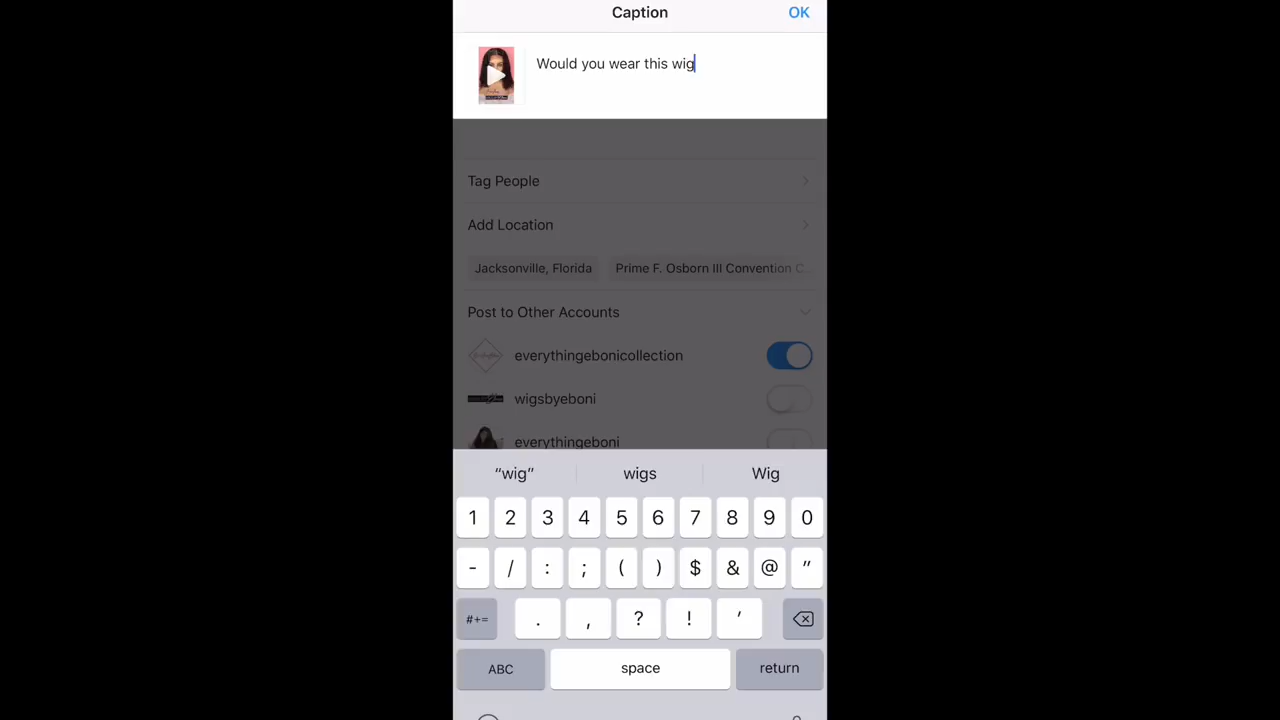 Caption
OK
Would you wear this wig
Tag People
Add Location
Jacksonville, Florida
Prime F. Osborn III Convention C...
Post to Other Accounts
everythingebonicollection
wigsbyeboni
everythingeboni
“wig”
wigs
Wig
1 2 3 4 5 6 7 8 9 0
- / : ; ( ) $ & @ "
#+= . , ? ! '
ABC
space
return